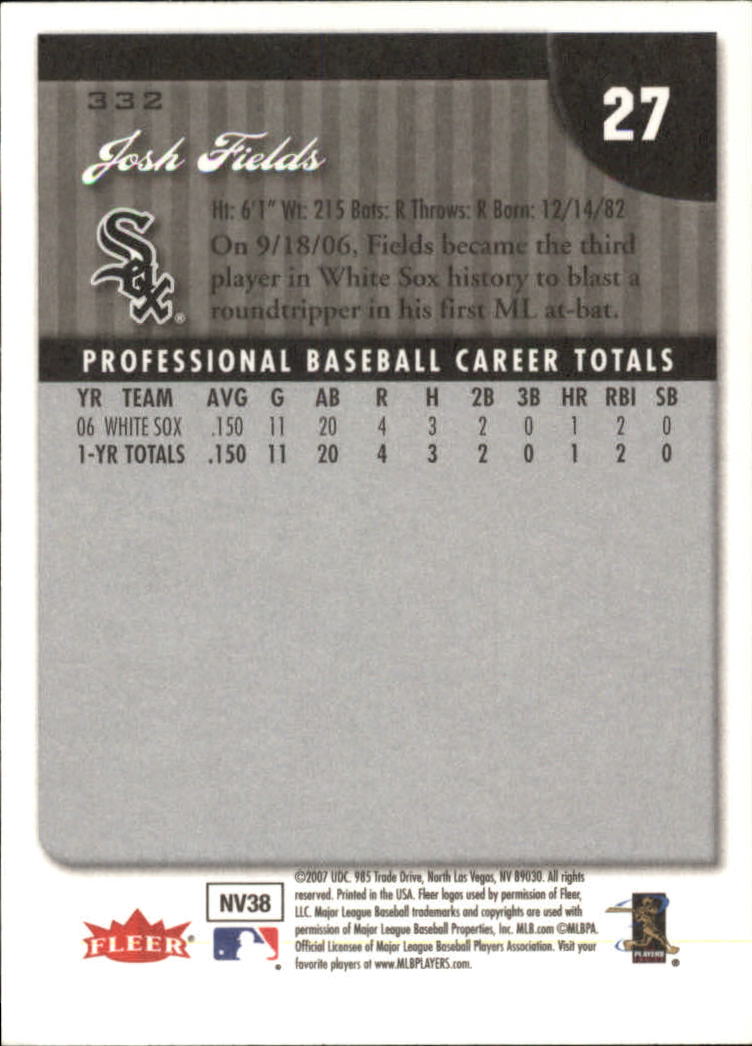 332
27
Josh Fields
Ht: 6'1" Wt: 215 Bats: R Throws: R Born: 12/14/82
Sox
®
On 9/18/06, Fields became the third
player in White Sox history to blast a
roundtripper in his first ML at-bat.
PROFESSIONAL BASEBALL CAREER TOTALS
YR TEAM AVG G AB R H 2B 3B HR RBI SB
06 WHITE SOX .150 11 20 4 3 2 0 1 2 0
1-YR TOTALS .150 11 20 4 3 2 0 1 2 0
©2007 UDC. 985 Trade Drive, North Las Vegas, NV 89030. All rights
reserved. Printed in the USA. Fleer logos used by permission of Fleer,
LLC. Major League Baseball trademarks and copyrights are used with
permission of Major League Baseball Properties, Inc. MLB.com ©MLBPA.
Official Licensee of Major League Baseball Players Association. Visit your
favorite players at www.MLBPLAYERS.com.
NV38
FLEER®
PLAYERS
®